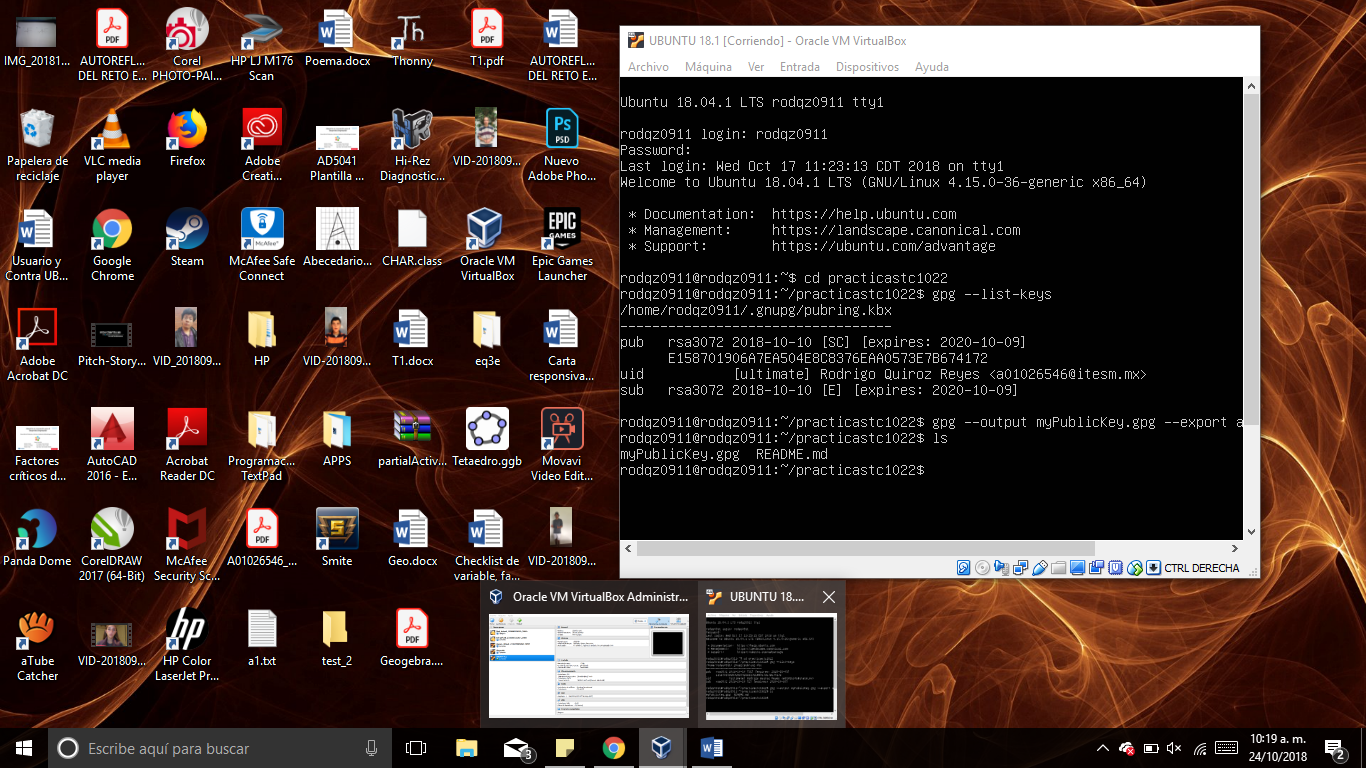 IMG_20181...
AUTOREFL...
DEL RETO E...
Corel
PHOTO-PAI...
HP LJ M176
Scan
Poema.docx
Thonny
T1.pdf
AUTOREFL...
DEL RETO E...
Papelera de
reciclaje
VLC media
player
Firefox
Adobe
Creati...
AD5041
Plantilla ...
Hi-Rez
Diagnostic...
VID-201809...
Nuevo
Adobe Pho...
Usuario y
Contra UB...
Google
Chrome
Steam
McAfee Safe
Connect
Abecedario...
CHAR.class
Oracle VM
VirtualBox
Epic Games
Launcher
Adobe
Acrobat DC
Pitch-Story...
VID_201809...
HP
VID-201809...
T1.docx
eq3e
Carta
responsiva...
Factores
críticos d...
AutoCAD
2016 - E...
Acrobat
Reader DC
Programac...
TextPad
APPS
partialActiv...
Tetaedro.ggb
Movavi
Video Edit...
Panda Dome
CorelDRAW
2017 (64-Bit)
McAfee
Security Sc...
A01026546_...
Smite
Geo.docx
Checklist de
variable, fa...
VID-201809...
aTube
Catcher
VID-201809...
HP Color
LaserJet Pr...
a1.txt
test_2
Geogebra....
UBUNTU 18.1 [Corriendo] - Oracle VM VirtualBox
Archivo Máquina Ver Entrada Dispositivos Ayuda
Ubuntu 18.04.1 LTS rodqz0911 tty1
rodqz0911 login: rodqz0911
Password:
Last login: Wed Oct 17 11:23:13 CDT 2018 on tty1
Welcome to Ubuntu 18.04.1 LTS (GNU/Linux 4.15.0-36-generic x86_64)
* Documentation: https://help.ubuntu.com
* Management: https://landscape.canonical.com
* Support: https://ubuntu.com/advantage
rodqz0911@rodqz0911:~$ cd practicastc1022
rodqz0911@rodqz0911:~/practicastc1022$ gpg --list-keys
/home/rodqz0911/.gnupg/pubring.kbx
---------------------------------
pub rsa3072 2018-10-10 [SC] [expires: 2020-10-09]
E158701906A7EA504E8C8376EAA0573E7B674172
uid [ultimate] Rodrigo Quiroz Reyes <a01026546@itesm.mx>
sub rsa3072 2018-10-10 [E] [expires: 2020-10-09]
rodqz0911@rodqz0911:~/practicastc1022$ gpg --output myPublicKey.gpg --export a
rodqz0911@rodqz0911:~/practicastc1022$ ls
myPublicKey.gpg README.md
rodqz0911@rodqz0911:~/practicastc1022$
CTRL DERECHA
Oracle VM VirtualBox Administr...
UBUNTU 18....
Escribe aquí para buscar
3
10:19 a. m.
24/10/2018
2